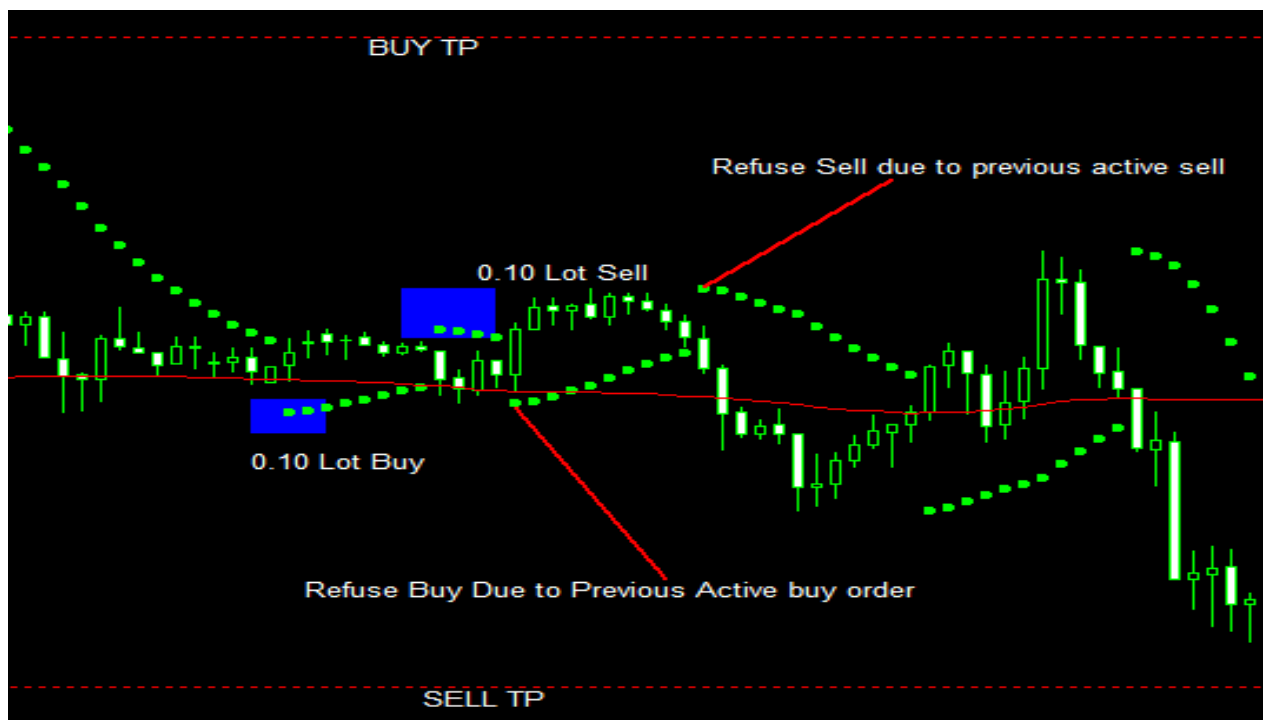 BUY TP
Refuse Sell due to previous active sell
0.10 Lot Sell
0.10 Lot Buy
Refuse Buy Due to Previous Active buy order
SELL TP